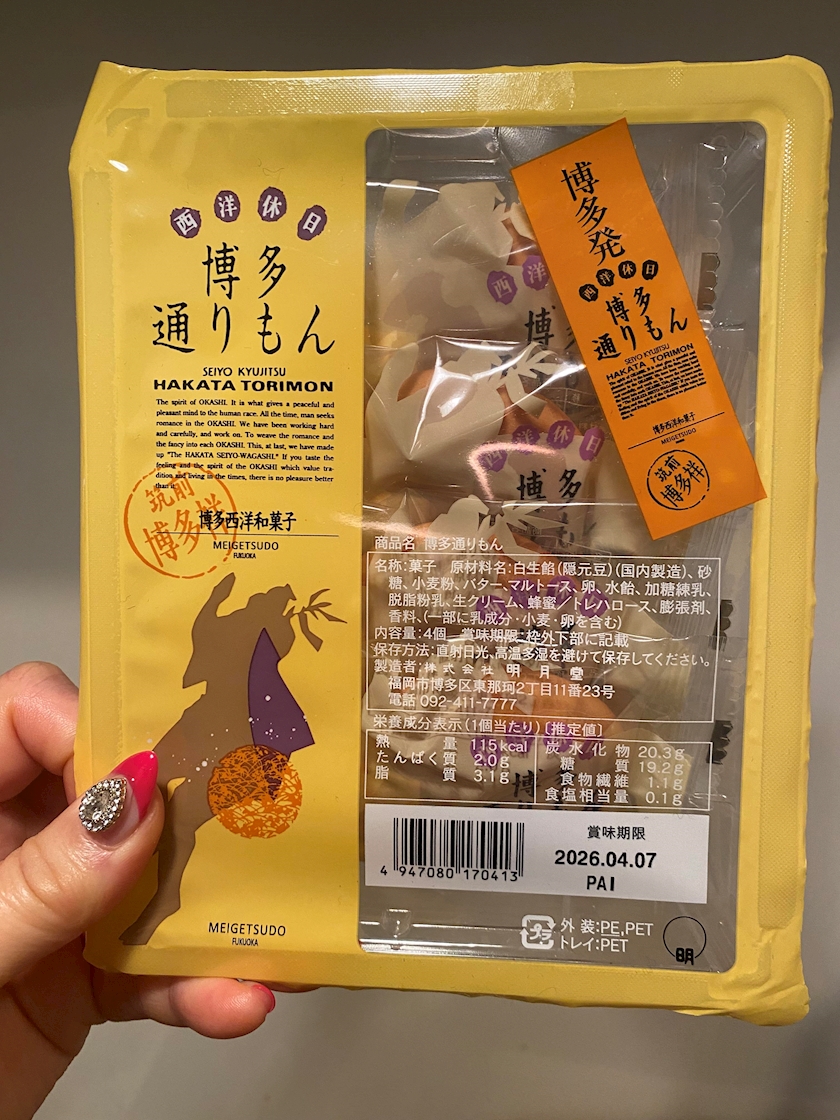 西洋休日
博多
通りもん
SEIYO KYUJITSU
HAKATA TORIMON
The spirit of OKASHI. It is what gives a peaceful and
pleasant mind to the human race. All the time, man seeks
romance in the OKASHI. We have been working hard
and carefully, and work on. To weave the romance and
the fancy into each OKASHI. This, at last, we have made
up "The HAKATA SEIYO-WAGASHI." If you taste the
feeling and the spirit of the OKASHI which value tra-
dition and living in the times, there is no pleasure better
than it.
筑前
博多祥
博多西洋和菓子
MEIGETSUDO
FUKUOKA
MEIGETSUDO
FUKUOKA
博多発
西洋休日
博多
通りもん
SEIYO KYUJITSU
HAKATA TORIMON
博多西洋和菓子
MEIGETSUDO
筑前
博多祥
西洋
博
西洋休日
博多
商品名 博多通りもん
名称:菓子 原材料名:白生餡(隠元豆)(国内製造)、砂
糖、小麦粉、バター、マルトース、卵、水飴、加糖練乳、
脱脂粉乳、生クリーム、蜂蜜/トレハロース、膨張剤、
香料、(一部に乳成分・小麦・卵を含む)
内容量:4個 賞味期限:枠外下部に記載
保存方法:直射日光、高温多湿を避けて保存してください。
製造者:株式会社 明月堂
福岡市博多区東那珂2丁目11番23号
電話 092-411-7777
栄養成分表示(1個当たり)〔推定値〕
熱量 115kcal
たんぱく質 2.0g
脂質 3.1g
炭水化物 20.3g
糖質 19.2g
食物繊維 1.1g
食塩相当量 0.1g
4 947080 170413
賞味期限
2026.04.07
PAI
プラ
外装:PE,PET
トレイ:PET
明